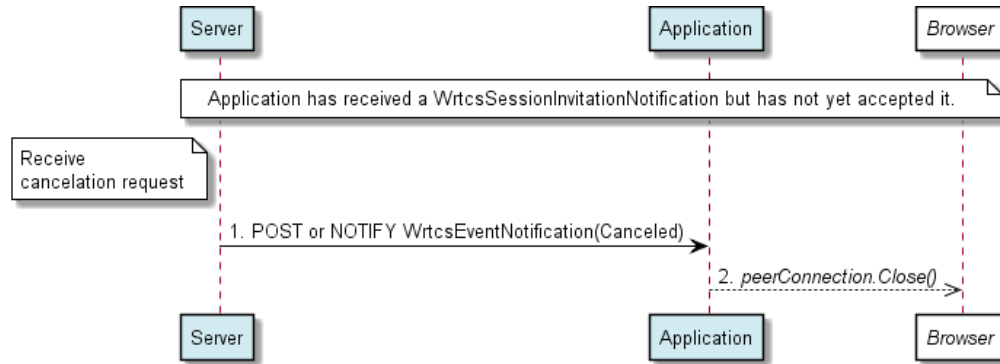 Server Application Browser
Application has received a WrtcsSessionInvitationNotification but has not yet accepted it.
Receive
cancelation request
1. POST or NOTIFY WrtcsEventNotification(Canceled)
2. peerConnection.Close()
Server Application Browser